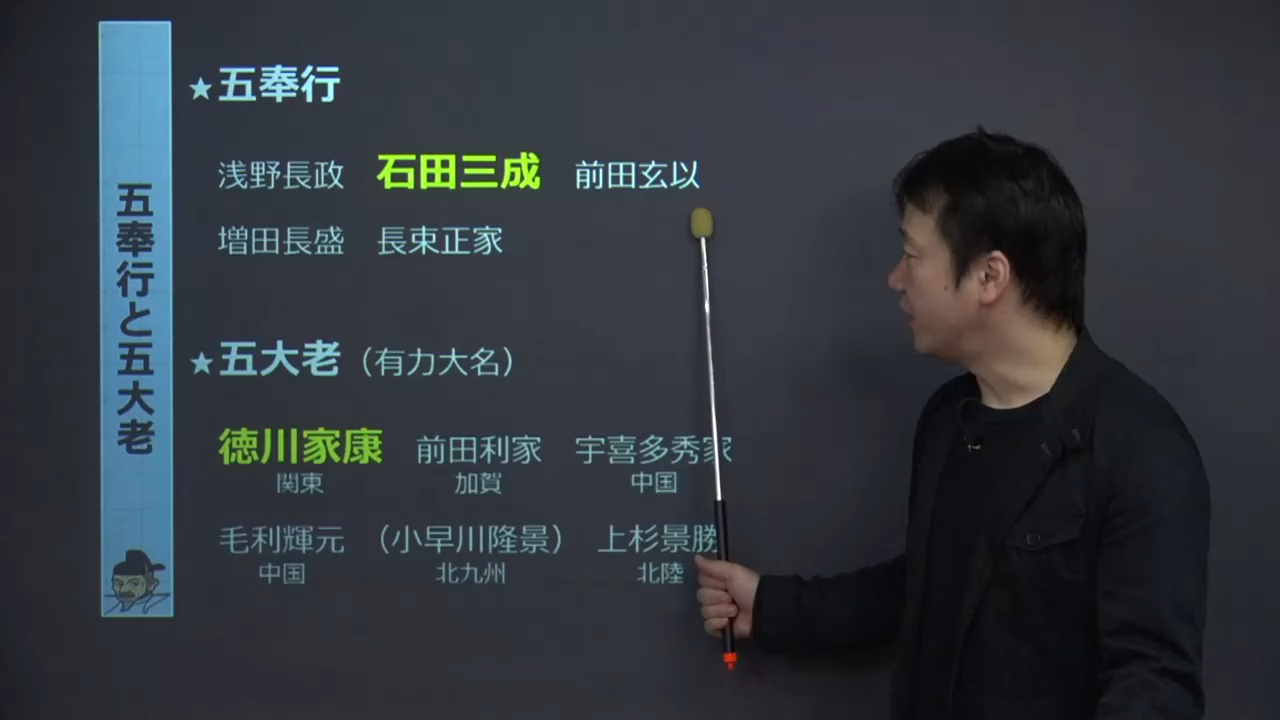 五奉行と五大老
★五奉行
浅野長政 石田三成 前田玄以
増田長盛 長束正家
★五大老（有力大名）
徳川家康 前田利家 宇喜多秀家
関東 加賀 中国
毛利輝元 （小早川隆景） 上杉景勝
中国 北九州 北陸